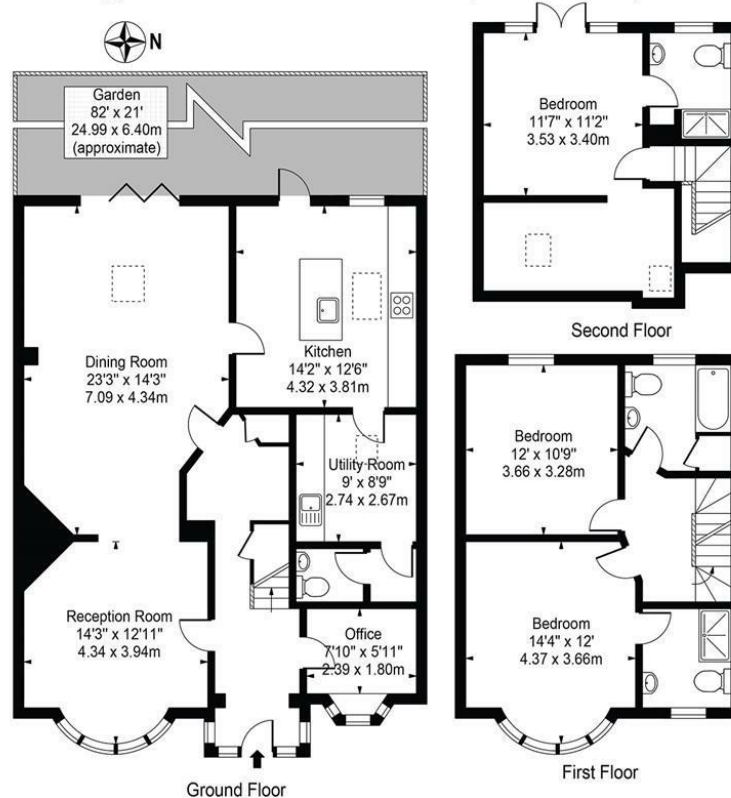 N
Garden
82' x 21'
24.99 x 6.40m
(approximate)
Dining Room
23'3" x 14'3"
7.09 x 4.34m
Kitchen
14'2" x 12'6"
4.32 x 3.81m
Utility Room
9' x 8'9"
2.74 x 2.67m
Reception Room
14'3" x 12'11"
4.34 x 3.94m
Office
7'10" x 5'11"
2.39 x 1.80m
Ground Floor
Bedroom
11'7" x 11'2"
3.53 x 3.40m
Second Floor
Bedroom
12' x 10'9"
3.66 x 3.28m
Bedroom
14'4" x 12'
4.37 x 3.66m
First Floor